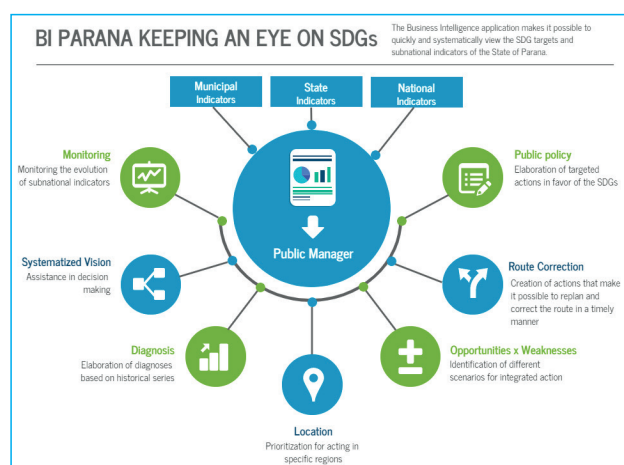 BI PARANA KEEPING AN EYE ON SDGs
The Business Intelligence application makes it possible to
quickly and systematically view the SDG targets and
subnational indicators of the State of Parana.
Municipal
Indicators
State
Indicators
National
Indicators
Monitoring
Monitoring the evolution
of subnational indicators
Public policy
Elaboration of targeted
actions in favor of the SDGs
Public Manager
Systematized Vision
Assistance in decision
making
Route Correction
Creation of actions that make
it possible to replan and
correct the route in a timely
manner
Diagnosis
Elaboration of diagnoses
based on historical series
Opportunities x Weaknesses
Identification of different
scenarios for integrated action
Location
Prioritization for acting in
specific regions